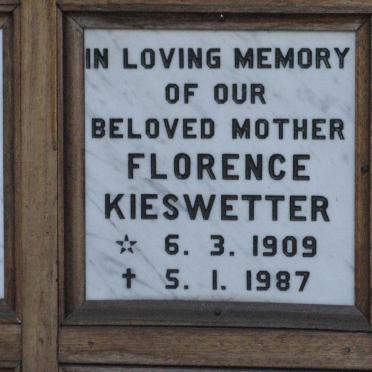 IN LOVING MEMORY
OF OUR
BELOVED MOTHER
FLORENCE
KIESWETTER
☆ 6. 3. 1909
✝ 5. 1. 1987